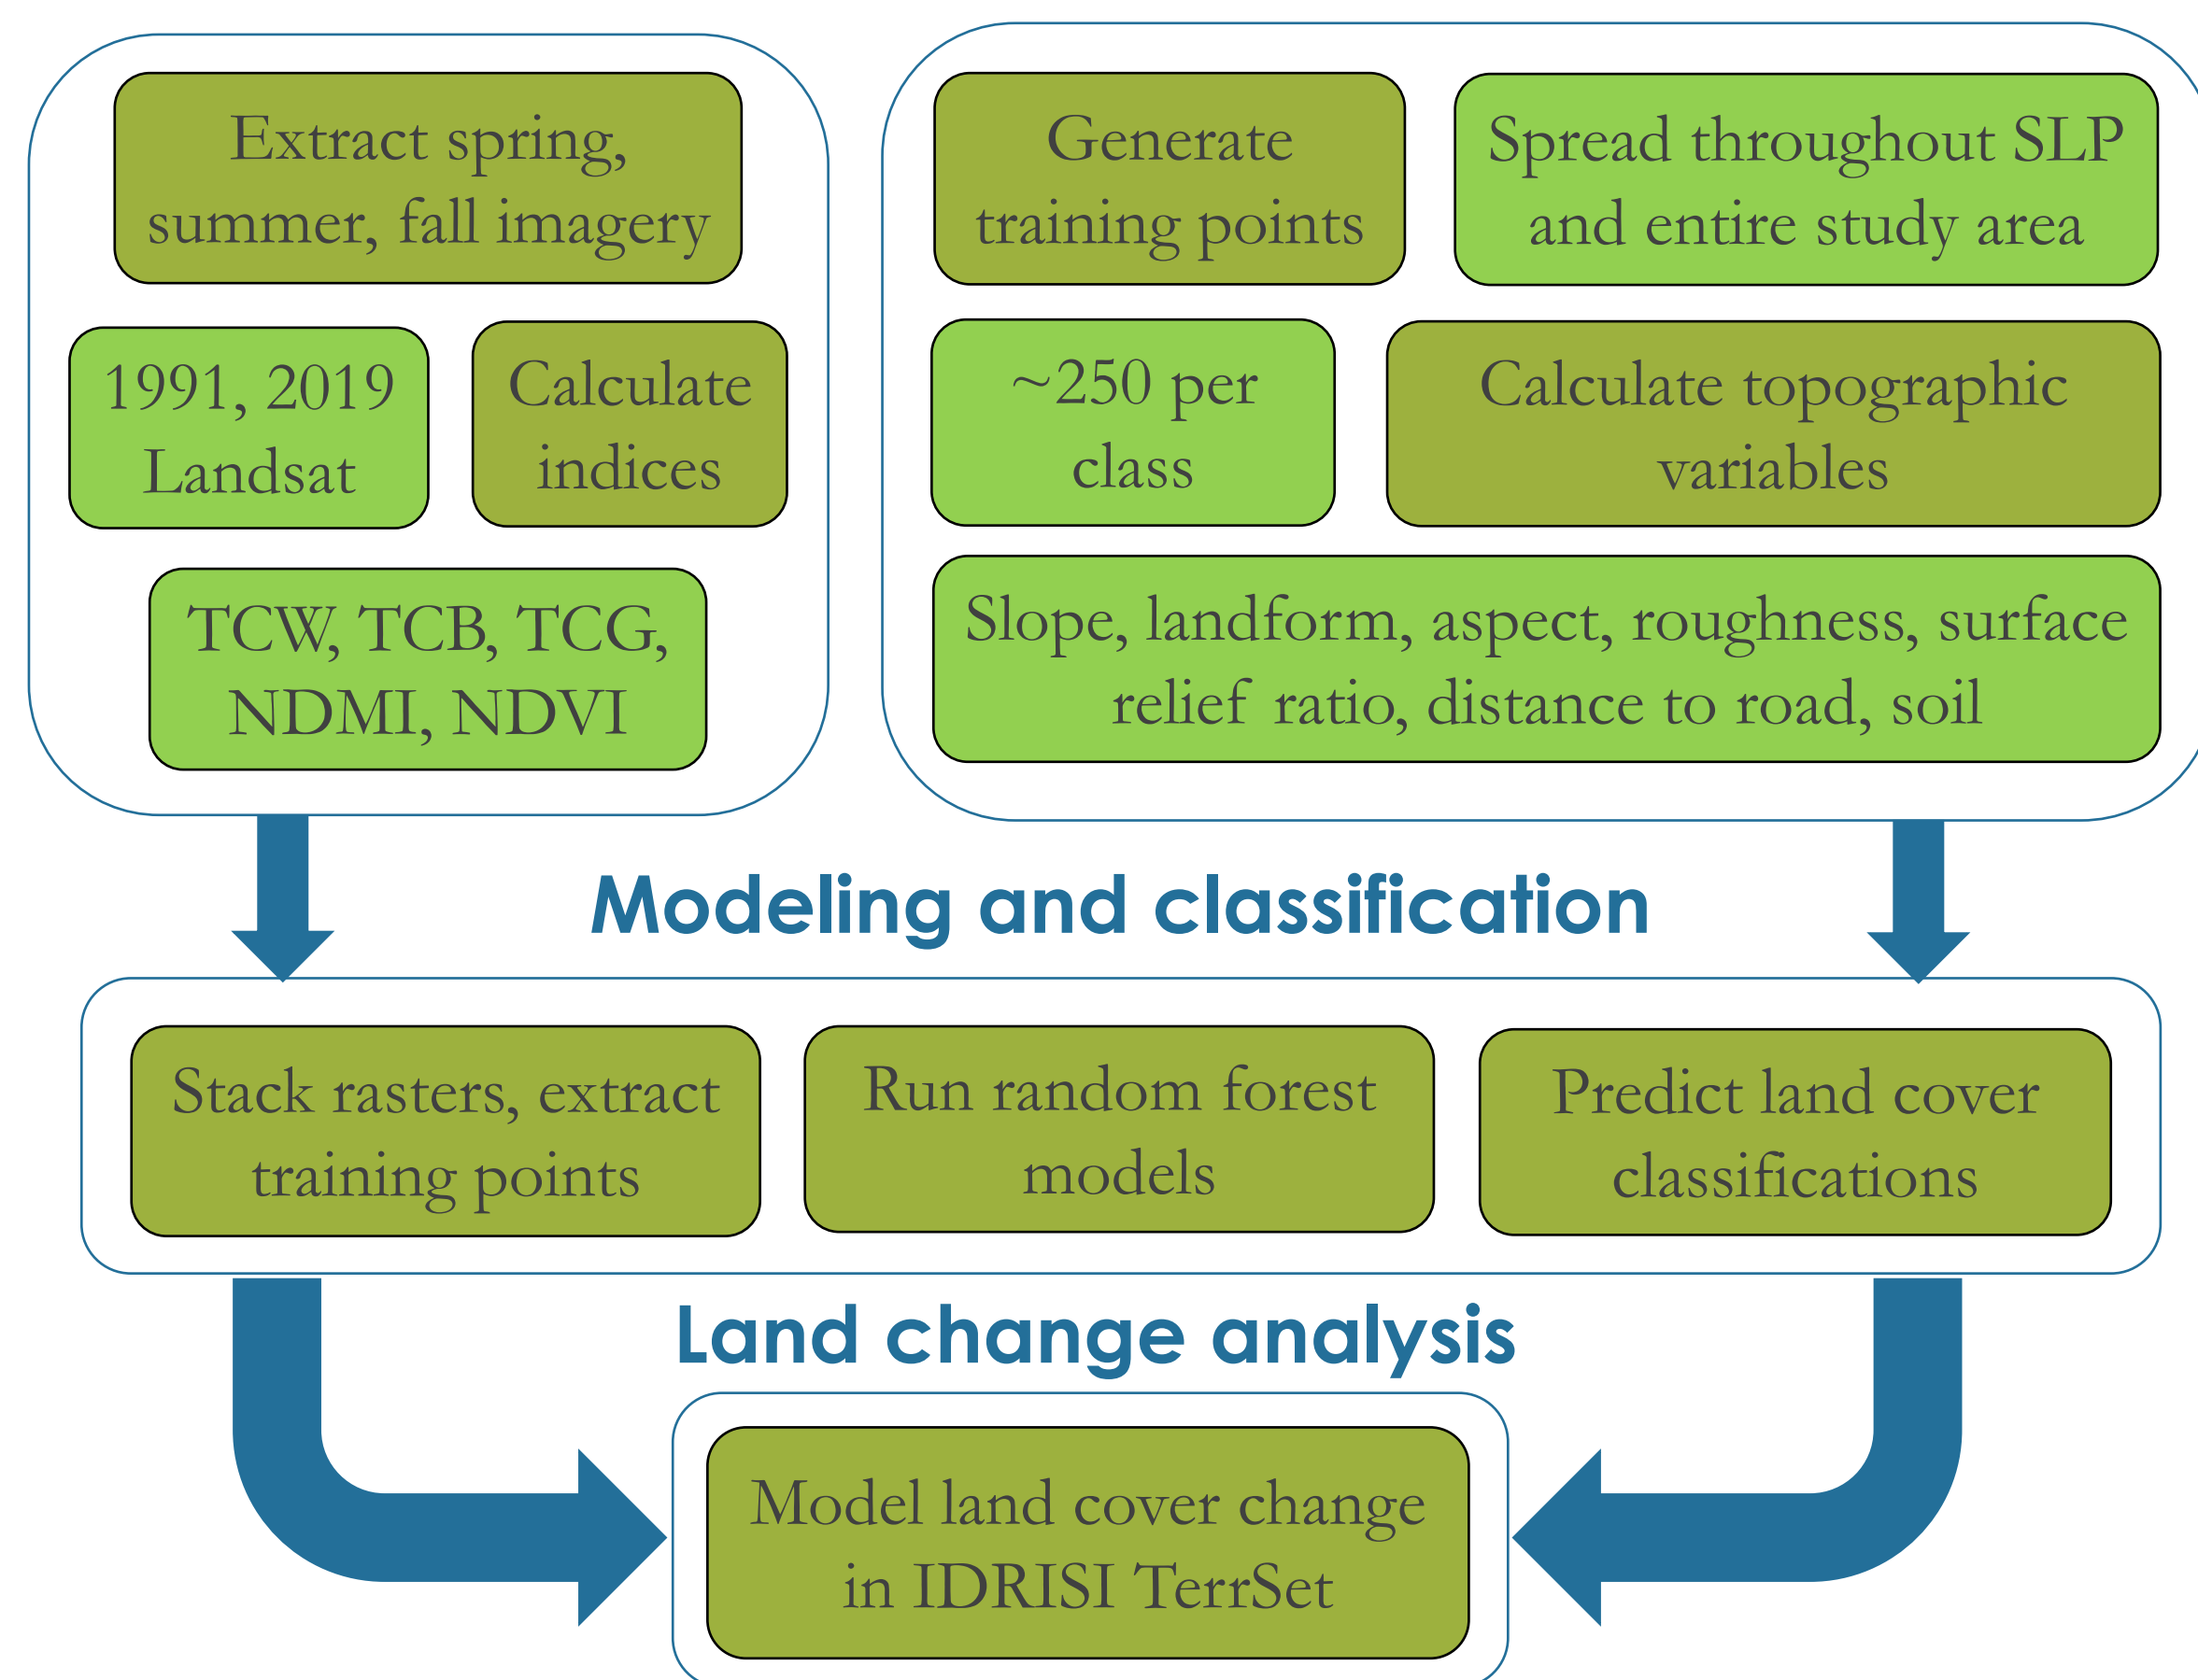 Extract spring,
summer, fall imagery
1991, 2019
Landsat
Calculate
indices
TCW, TCB, TCG,
NDMI, NDVI
Generate
training points
Spread throughout SLP
and entire study area
~250 per
class
Calculate topographic
variables
Slope, landform, aspect, roughness, surface
relief ratio, distance to road, soil
Modeling and classification
Stack rasters, extract
training points
Run random forest
models
Predict land cover
classifications
Land change analysis
Model land cover change
in IDRISI TerrSet